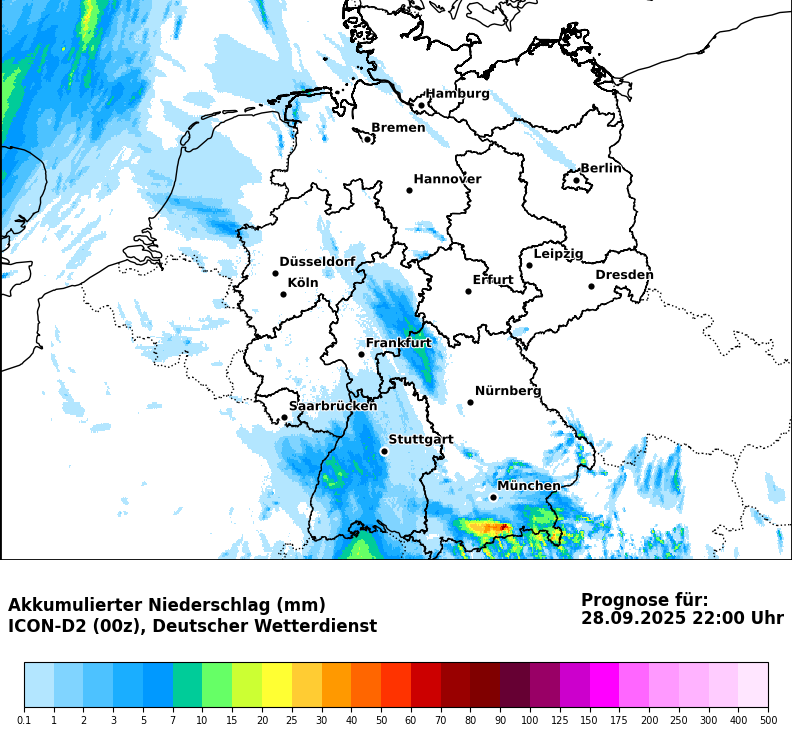 Hamburg
Bremen
Berlin
Hannover
Leipzig
Düsseldorf
Dresden
Köln
Erfurt
Frankfurt
Nürnberg
Saarbrücken
Stuttgart
München
Akkumulierter Niederschlag (mm)
ICON-D2 (00z), Deutscher Wetterdienst
Prognose für:
28.09.2025 22:00 Uhr
0.1 1 2 3 5 7 10 15 20 25 30 40 50 60 70 80 90 100 125 150 175 200 250 300 400 500